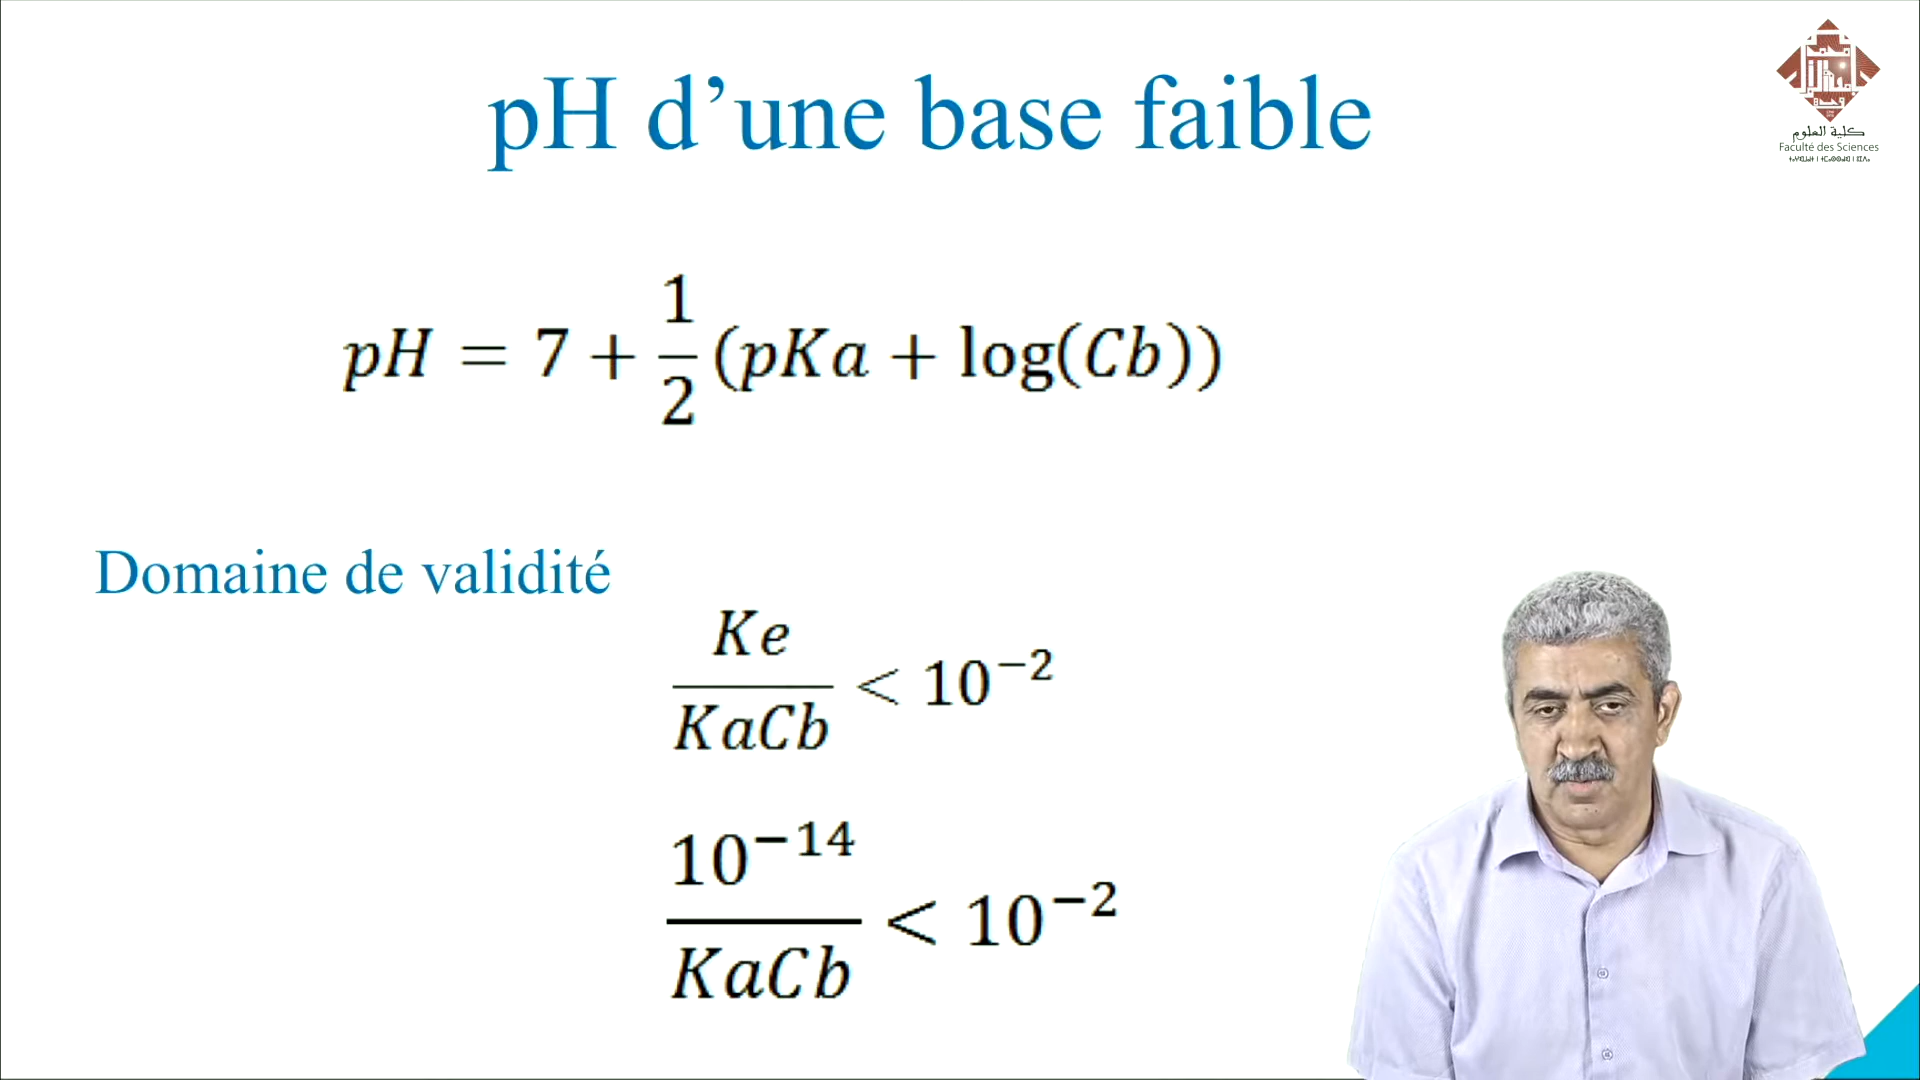 pH d’une base faible
كلية العلوم
Faculté des Sciences
pH = 7 + 1/2 (pKa + log(Cb))
Domaine de validité
Ke/KaCb < 10⁻²
10⁻¹⁴/KaCb < 10⁻²